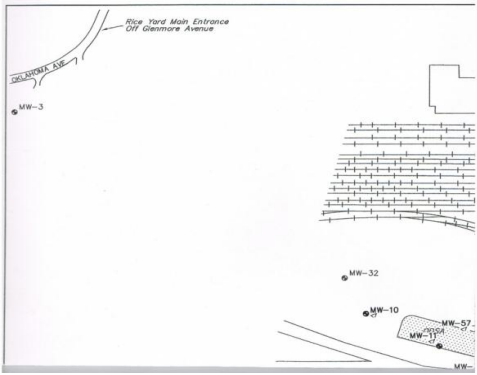 Rice Yard Main Entrance
Off Glenmore Avenue
OKLAHOMA AVE
MW-3
MW-32
MW-10
MW-57
ODSA
MW-11
MW-